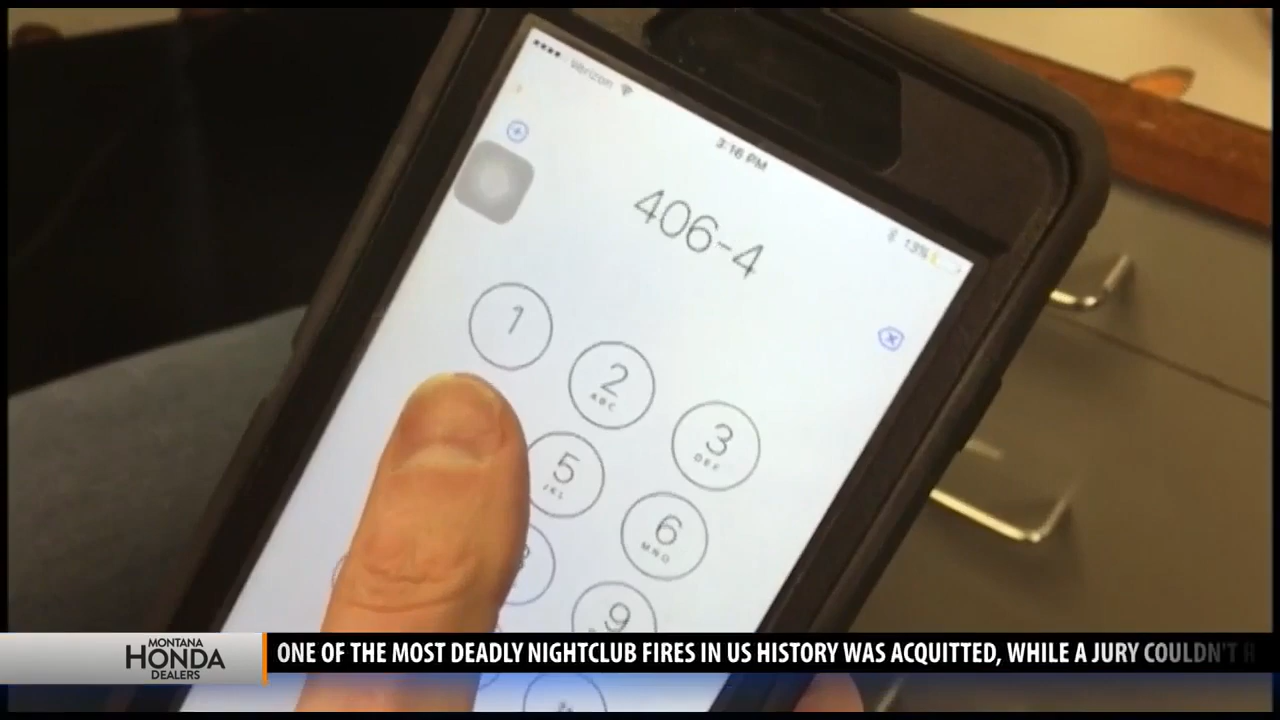 verizon
3:16 PM
13%
406-4
1
2
ABC
3
DEF
5
JKL
6
MNO
9
MONTANA
HONDA
DEALERS
ONE OF THE MOST DEADLY NIGHTCLUB FIRES IN US HISTORY WAS ACQUITTED, WHILE A JURY COULDN'T